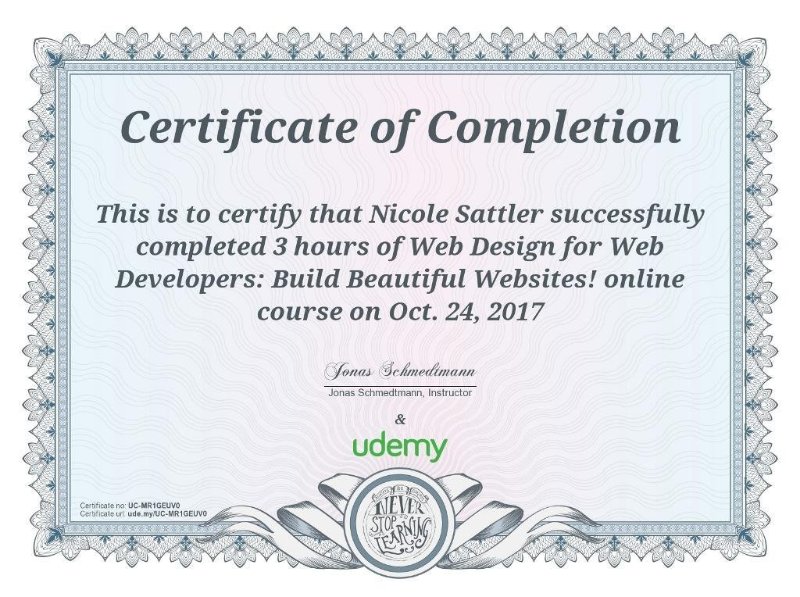 Certificate of Completion
This is to certify that Nicole Sattler successfully
completed 3 hours of Web Design for Web
Developers: Build Beautiful Websites! online
course on Oct. 24, 2017
Jonas Schmedtmann
Jonas Schmedtmann, Instructor
&
udemy
Certificate no: UC-MR1GEUV0
Certificate url: ude.my/UC-MR1GEUV0
NEVER
STOP
LEARNING